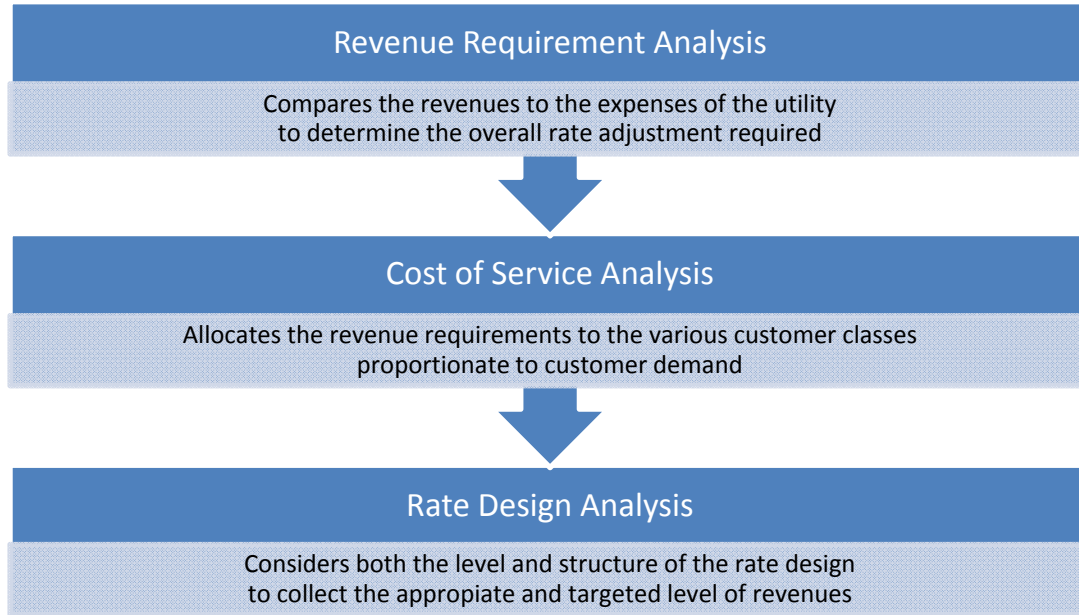 Revenue Requirement Analysis
Compares the revenues to the expenses of the utility
to determine the overall rate adjustment required
Cost of Service Analysis
Allocates the revenue requirements to the various customer classes
proportionate to customer demand
Rate Design Analysis
Considers both the level and structure of the rate design
to collect the appropiate and targeted level of revenues